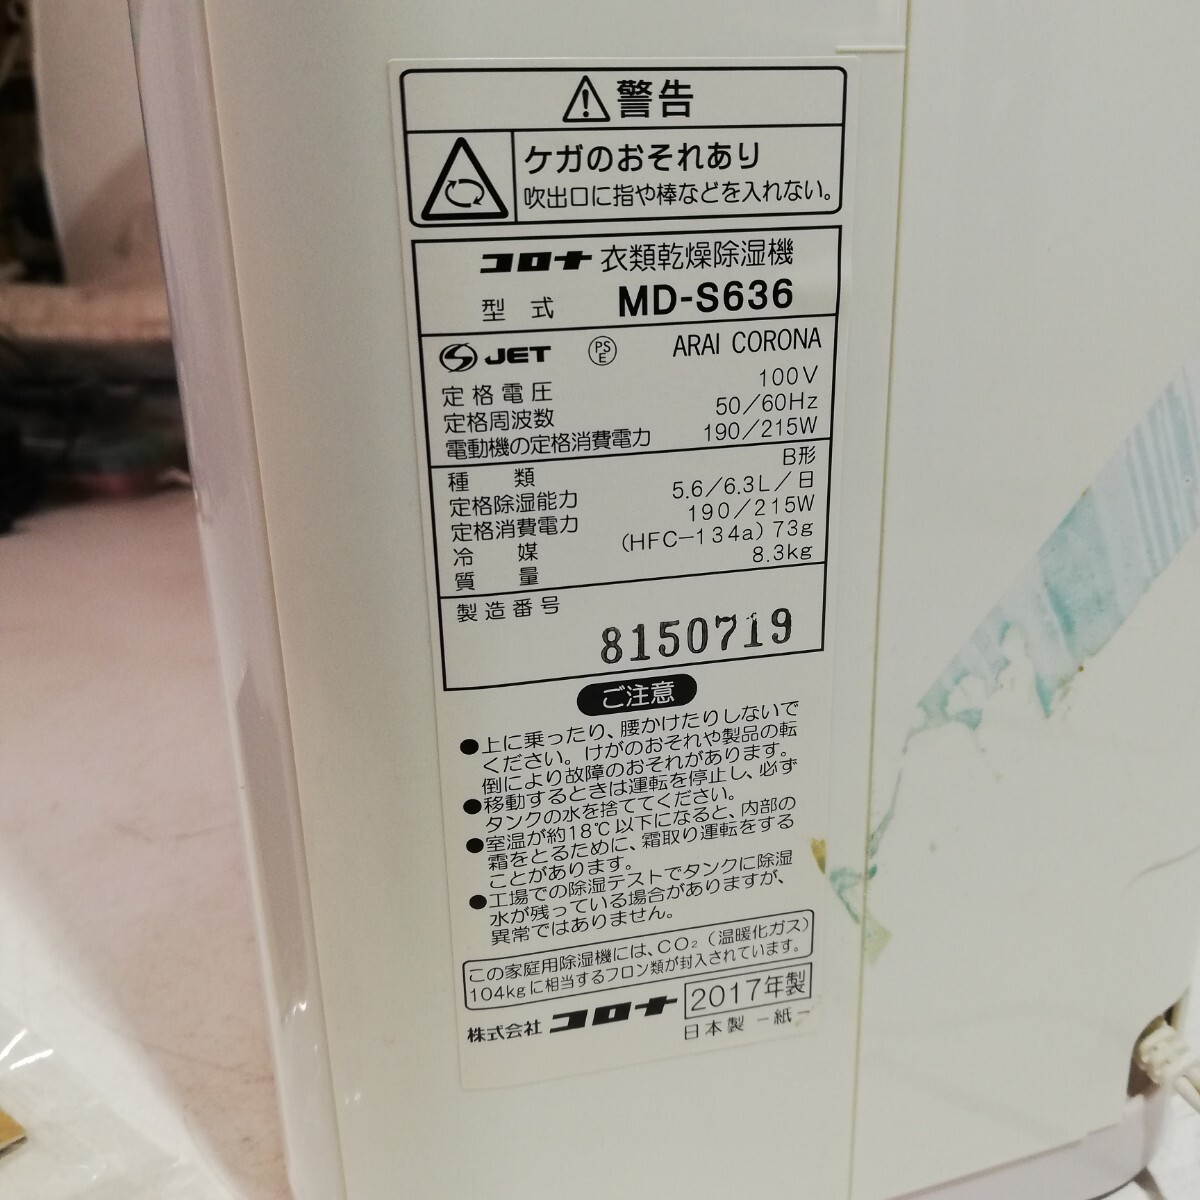 警告
ケガのおそれあり
吹出口に指や棒などを入れない。
コロナ 衣類乾燥除湿機
型式 MD-S636
JET PSE ARAI CORONA
定格電圧 100V
定格周波数 50/60Hz
電動機の定格消費電力 190/215W
種類 B形
定格除湿能力 5.6/6.3L/日
定格消費電力 190/215W
冷媒 (HFC-134a) 73g
質量 8.3kg
製造番号
8150719
ご注意
●上に乗ったり、腰かけたりしないで
ください。けがのおそれや製品の転
倒により故障のおそれがあります。
●移動するときは運転を停止し、必ず
タンクの水を捨ててください。
●室温が約18℃以下になると、内部の
霜をとるために、霜取り運転をする
ことがあります。
●工場での除湿テストでタンクに除湿
水が残っている場合がありますが、
異常ではありません。
この家庭用除湿機には、CO₂(温暖化ガス)
104kgに相当するフロン類が封入されています。
株式会社 コロナ 2017年製
日本製 -紙-